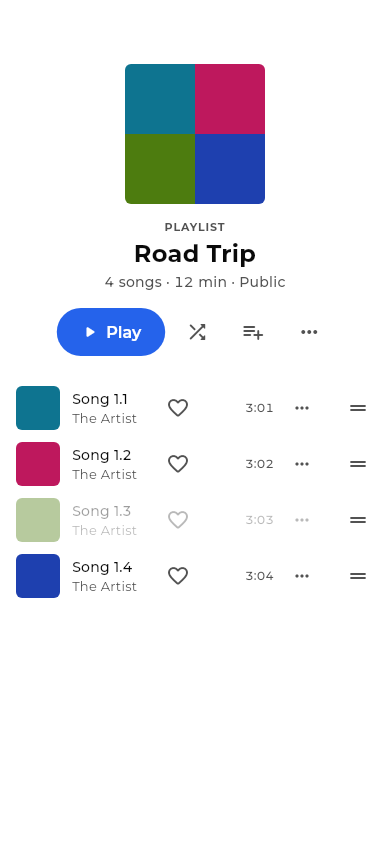 PLAYLIST
Road Trip
4 songs · 12 min · Public
Play
Song 1.1
The Artist
3:01
Song 1.2
The Artist
3:02
Song 1.3
The Artist
3:03
Song 1.4
The Artist
3:04